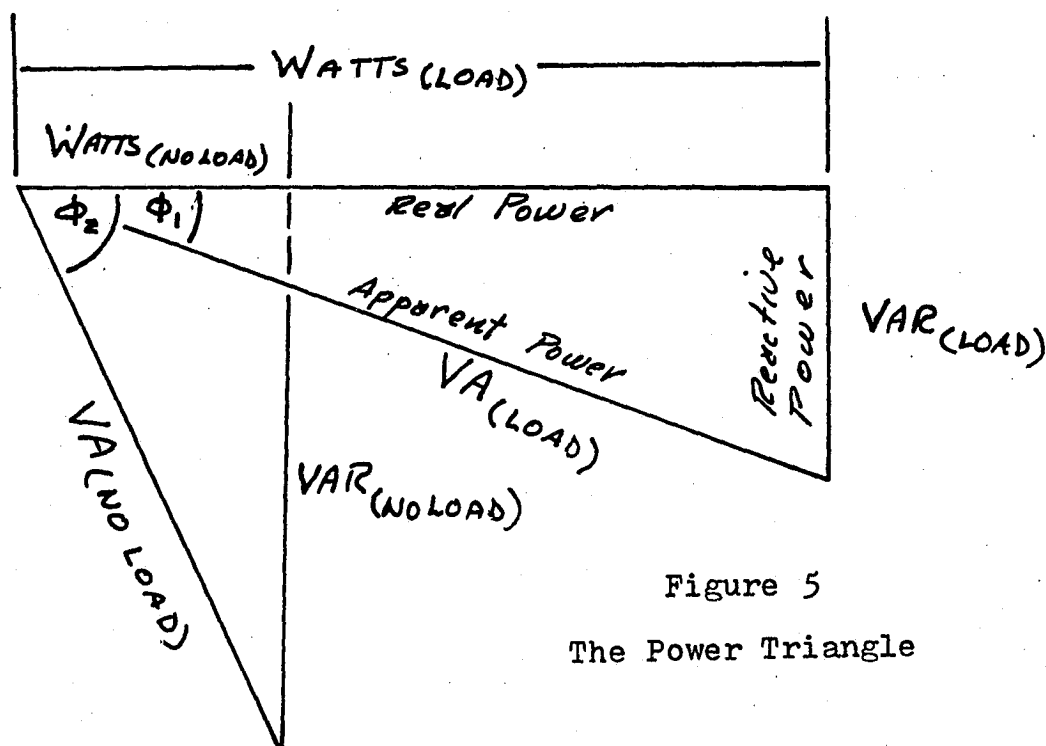 WATTS (LOAD)
WATTS (NO LOAD)
Φ2 Φ1
Real Power
Apparent Power
VA (LOAD)
Reactive
Power
VAR (LOAD)
VA (NO LOAD)
VAR (NO LOAD)
Figure 5
The Power Triangle